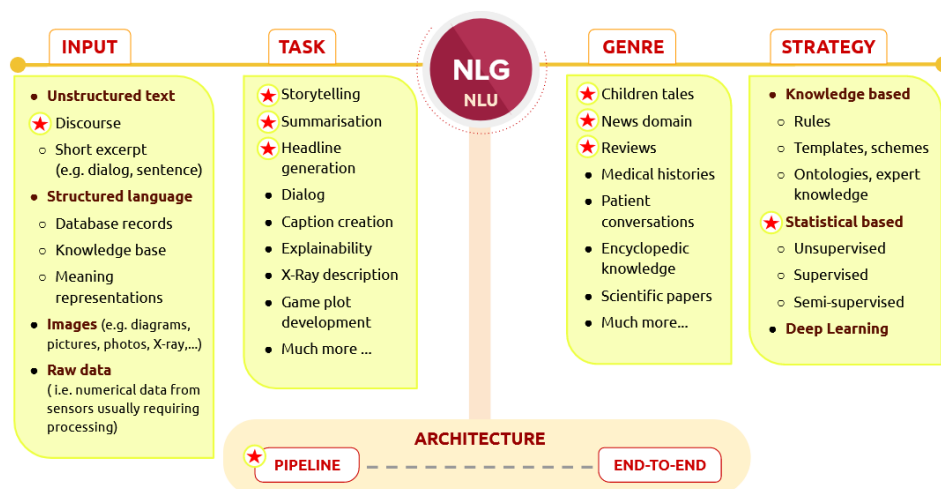 INPUT
Unstructured text
Discourse
Short excerpt
(e.g. dialog, sentence)
Structured language
Database records
Knowledge base
Meaning
representations
Images (e.g. diagrams,
pictures, photos, X-ray,...)
Raw data
( i.e. numerical data from
sensors usually requiring
processing)
TASK
Storytelling
Summarisation
Headline
generation
Dialog
Caption creation
Explainability
X-Ray description
Game plot
development
Much more ...
NLG
NLU
GENRE
Children tales
News domain
Reviews
Medical histories
Patient
conversations
Encyclopedic
knowledge
Scientific papers
Much more...
STRATEGY
Knowledge based
Rules
Templates, schemes
Ontologies, expert
knowledge
Statistical based
Unsupervised
Supervised
Semi-supervised
Deep Learning
ARCHITECTURE
PIPELINE
END-TO-END